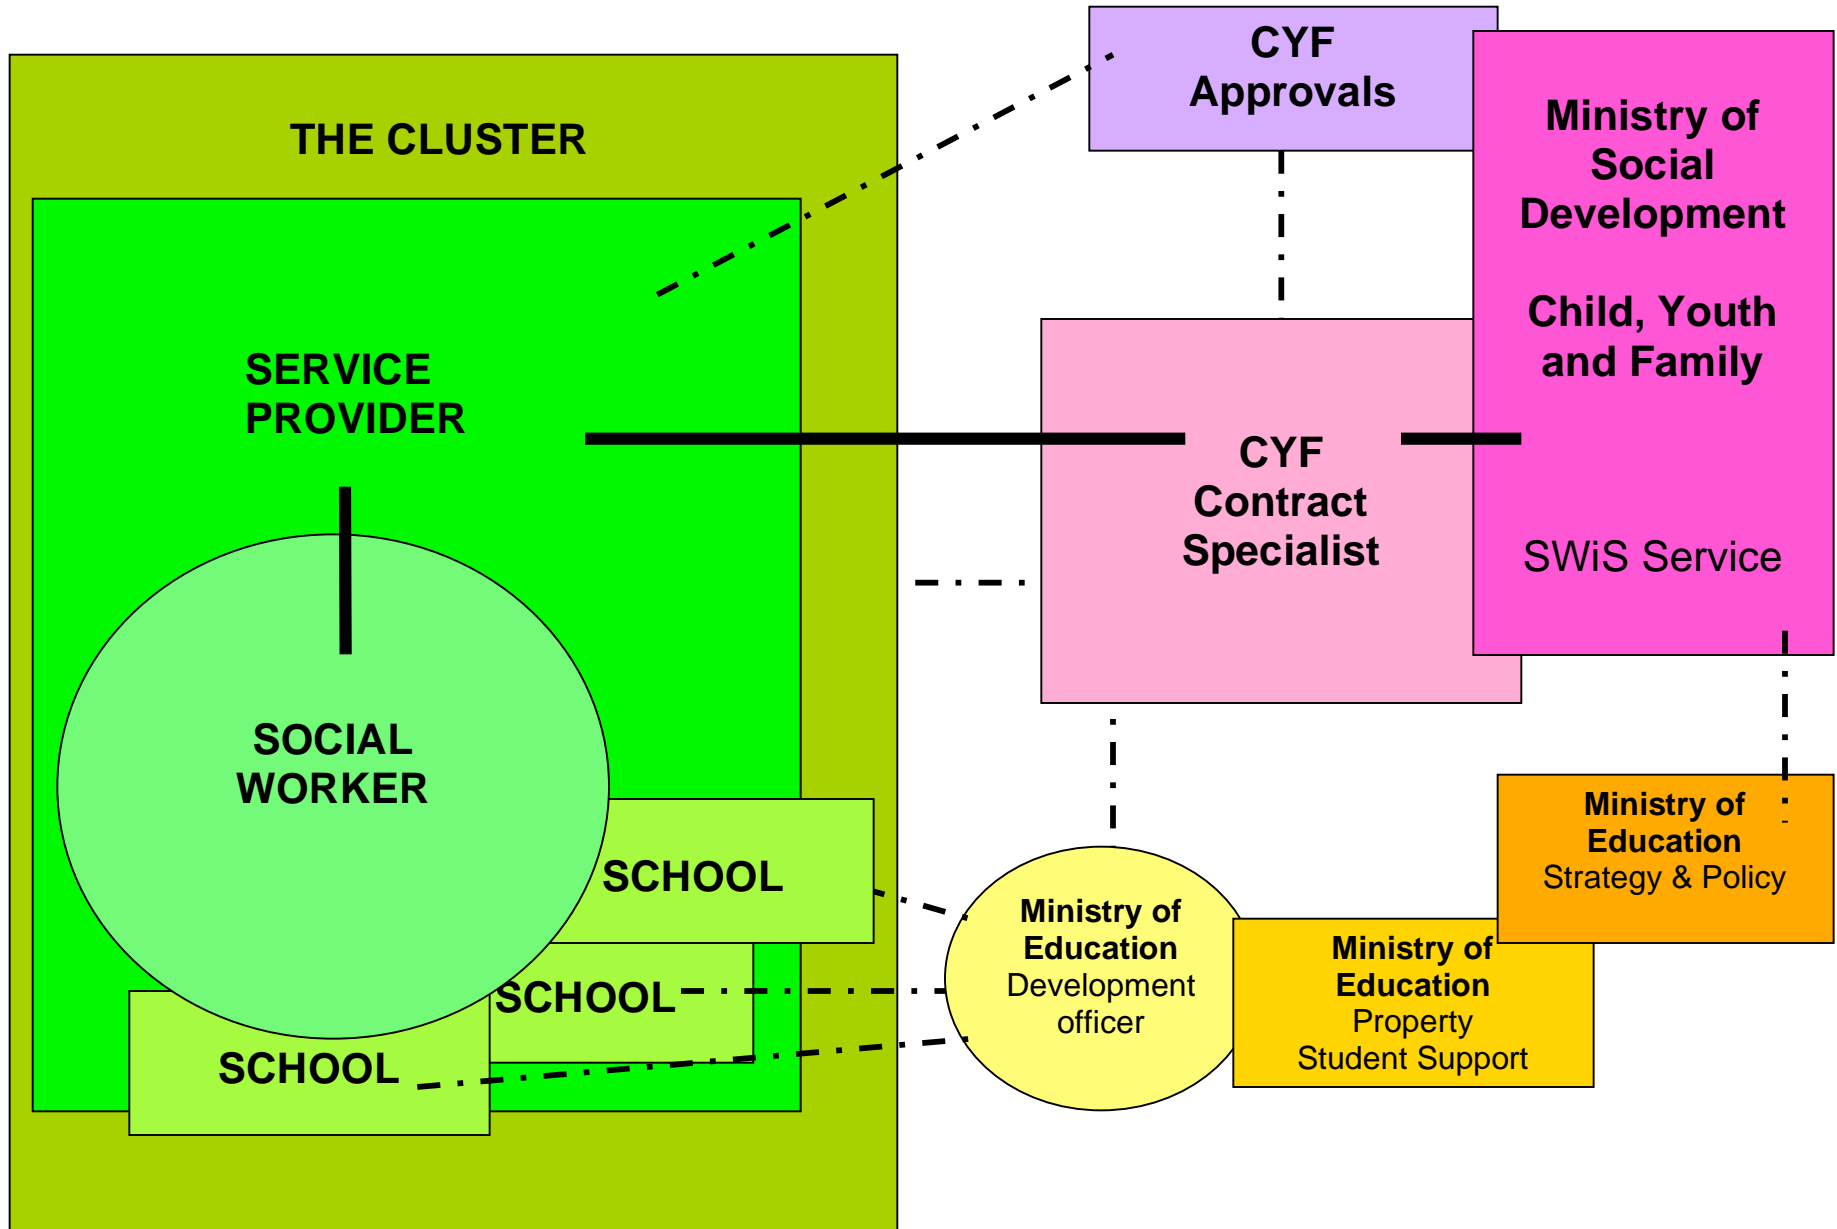 THE CLUSTER
SERVICE
PROVIDER
SOCIAL
WORKER
SCHOOL
SCHOOL
SCHOOL
CYF
Approvals
Ministry of
Social
Development
Child, Youth
and Family
SWiS Service
CYF
Contract
Specialist
Ministry of
Education
Development
officer
Ministry of
Education
Property
Student Support
Ministry of
Education
Strategy & Policy